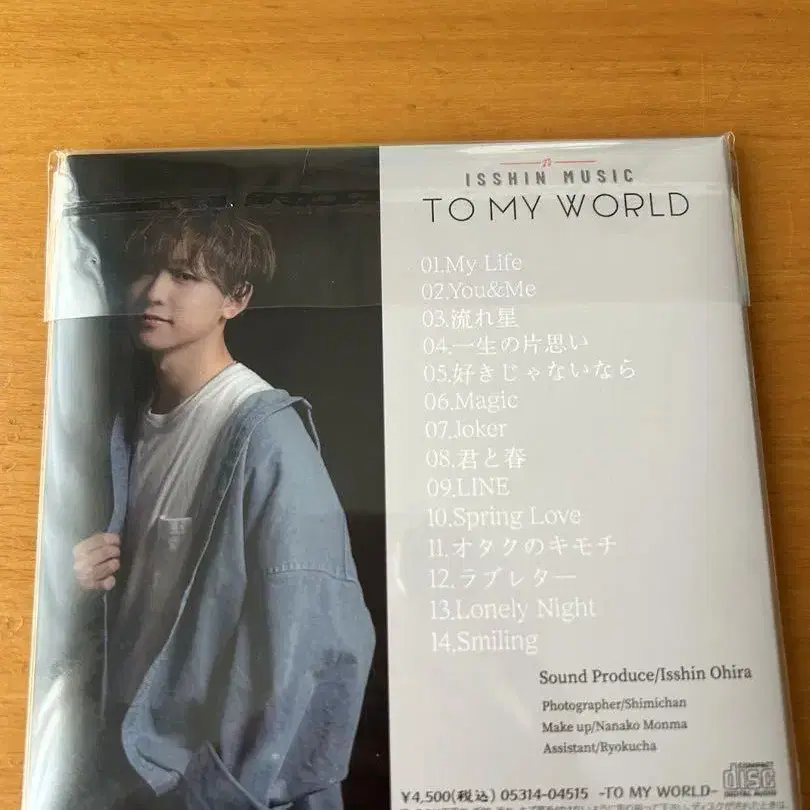 ISSHIN MUSIC
TO MY WORLD
01.My Life
02.You&Me
03.流れ星
04.一生の片思い
05.好きじゃないなら
06.Magic
07.Joker
08.君と春
09.LINE
10.Spring Love
11.オタクのキモチ
12.ラブレター
13.Lonely Night
14.Smiling
Sound Produce/Isshin Ohira
Photographer/Shimichan
Make up/Nanako Monma
Assistant/Ryokucha
¥4,500(税込) 05314-04515 -TO MY WORLD-
COMPACT
disc
DIGITAL AUDIO